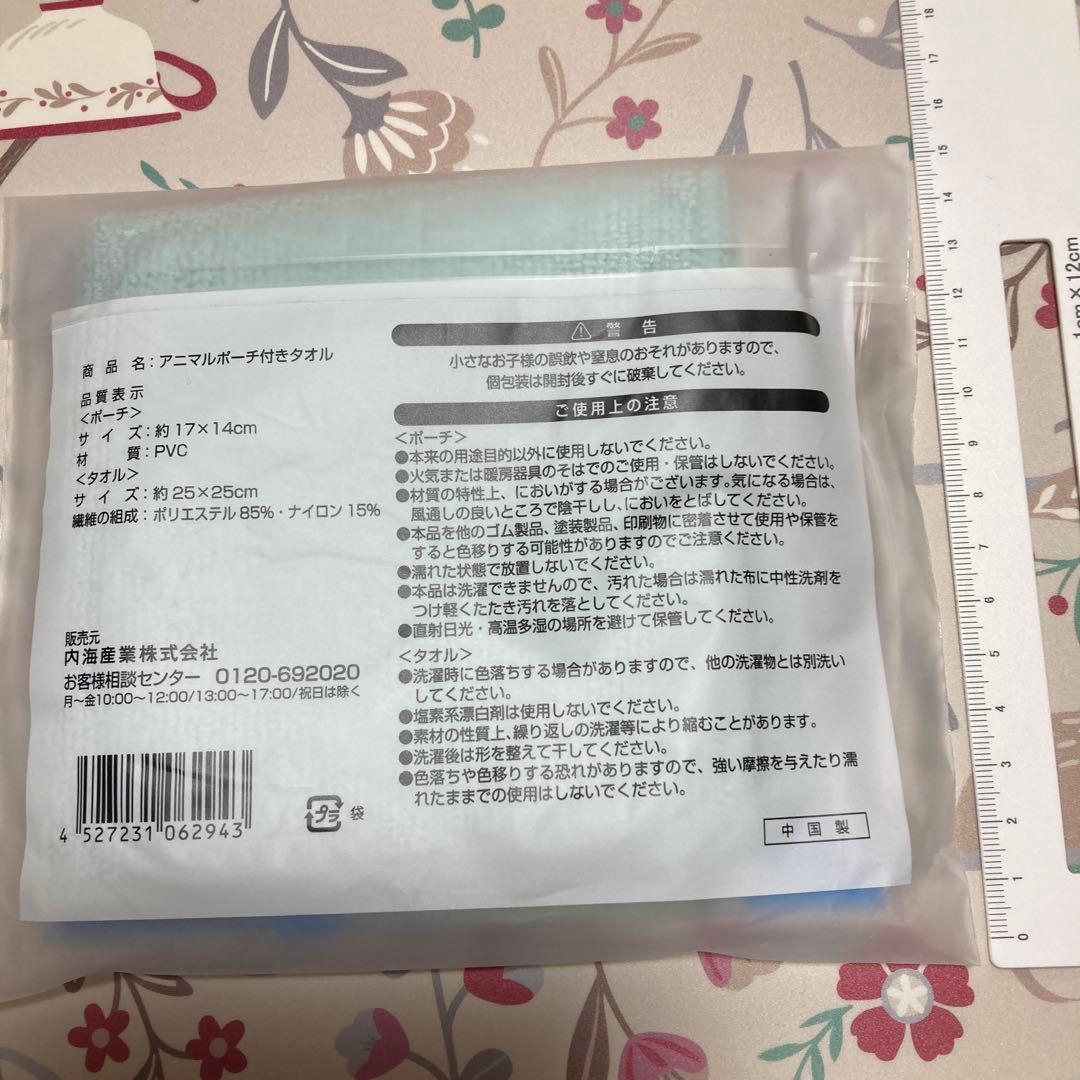 商品名：アニマルポーチ付きタオル
品質表示
＜ポーチ＞
サイズ：約17×14cm
材質：PVC
＜タオル＞
サイズ：約25×25cm
繊維の組成：ポリエステル85%・ナイロン15%
販売元
内海産業株式会社
お客様相談センター 0120-692020
月～金10:00～12:00/13:00～17:00/祝日は除く
4 527231 062943
プラ 袋
⚠ 警告
小さなお子様の誤飲や窒息のおそれがありますので、
個包装は開封後すぐに破棄してください。
ご使用上の注意
＜ポーチ＞
●本来の用途目的以外に使用しないでください。
●火気または暖房器具のそばでのご使用・保管はしないでください。
●材質の特性上、においがする場合がございます。気になる場合は、
風通しの良いところで陰干しし、においをとばしてください。
●本品を他のゴム製品、塗装製品、印刷物に密着させて使用や保管を
すると色移りする可能性がありますのでご注意ください。
●濡れた状態で放置しないでください。
●本品は洗濯できませんので、汚れた場合は濡れた布に中性洗剤を
つけ軽くたたき汚れを落としてください。
●直射日光・高温多湿の場所を避けて保管してください。
＜タオル＞
●洗濯時に色落ちする場合がありますので、他の洗濯物とは別洗い
してください。
●塩素系漂白剤は使用しないでください。
●素材の性質上、繰り返しの洗濯等により縮むことがあります。
●洗濯後は形を整えて干してください。
●色落ちや色移りする恐れがありますので、強い摩擦を与えたり濡
れたままでの使用はしないでください。
中国製
18
17
16
15
14
13
12
11
10
9
8
7
6
5
4
3
2
1
0
1cm×12cm